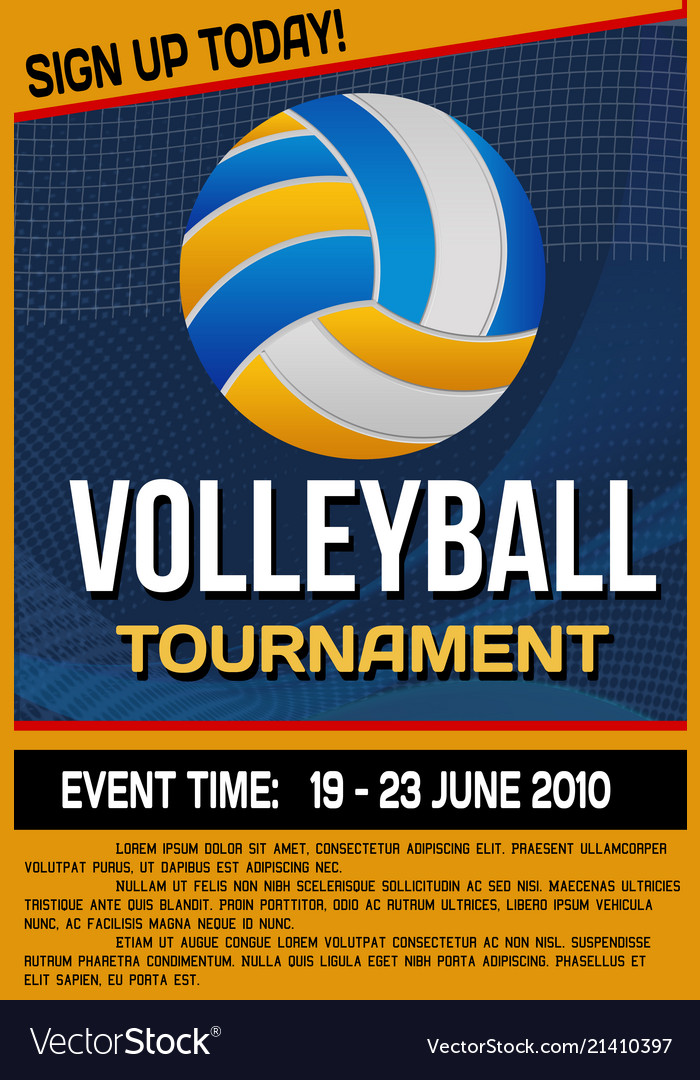 SIGN UP TODAY!
VOLLEYBALL
TOURNAMENT
EVENT TIME: 19 - 23 JUNE 2010
LOREM IPSUM DOLOR SIT AMET, CONSECTETUR ADIPISCING ELIT. PRAESENT ULLAMCORPER
VOLUTPAT PURUS, UT DAPIBUS EST ADIPISCING NEC.
NULLAM UT FELIS NON NIBH SCELERISQUE SOLLICITUDIN AC SED NISI. MAECENAS ULTRICIES
TRISTIQUE ANTE QUIS BLANDIT. PROIN PORTTITOR, ODIO AC RUTRUM ULTRICES, LIBERO IPSUM VEHICULA
NUNC, AC FACILISIS MAGNA NEQUE ID NUNC.
ETIAM UT AUGUE CONGUE LOREM VOLUTPAT CONSECTETUR AC NON NISL. SUSPENDISSE
RUTRUM PHARETRA CONDIMENTUM. NULLA QUIS LIGULA EGET NIBH PORTA ADIPISCING. PHASELLUS ET
ELIT SAPIEN, EU PORTA EST.
VectorStock®
VectorStock.com/21410397